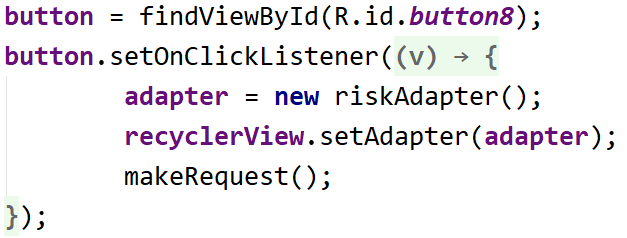 button = findViewById(R.id.button8);
button.setOnClickListener((v) → {
        adapter = new riskAdapter();
        recyclerView.setAdapter(adapter);
        makeRequest();
});